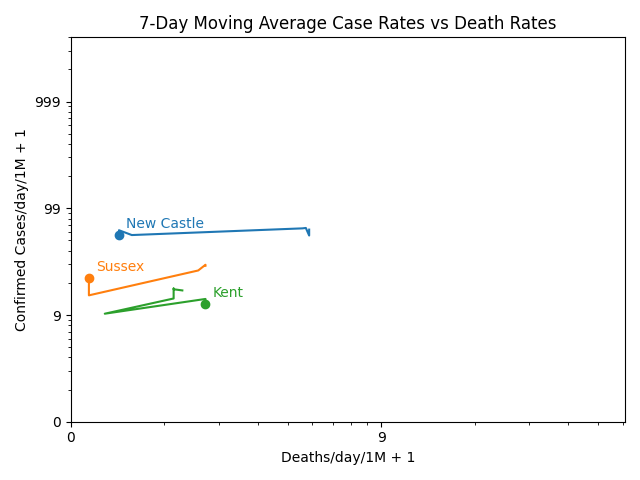 7-Day Moving Average Case Rates vs Death Rates
999
99
9
0
Confirmed Cases/day/1M + 1
New Castle
Sussex
Kent
0
9
Deaths/day/1M + 1